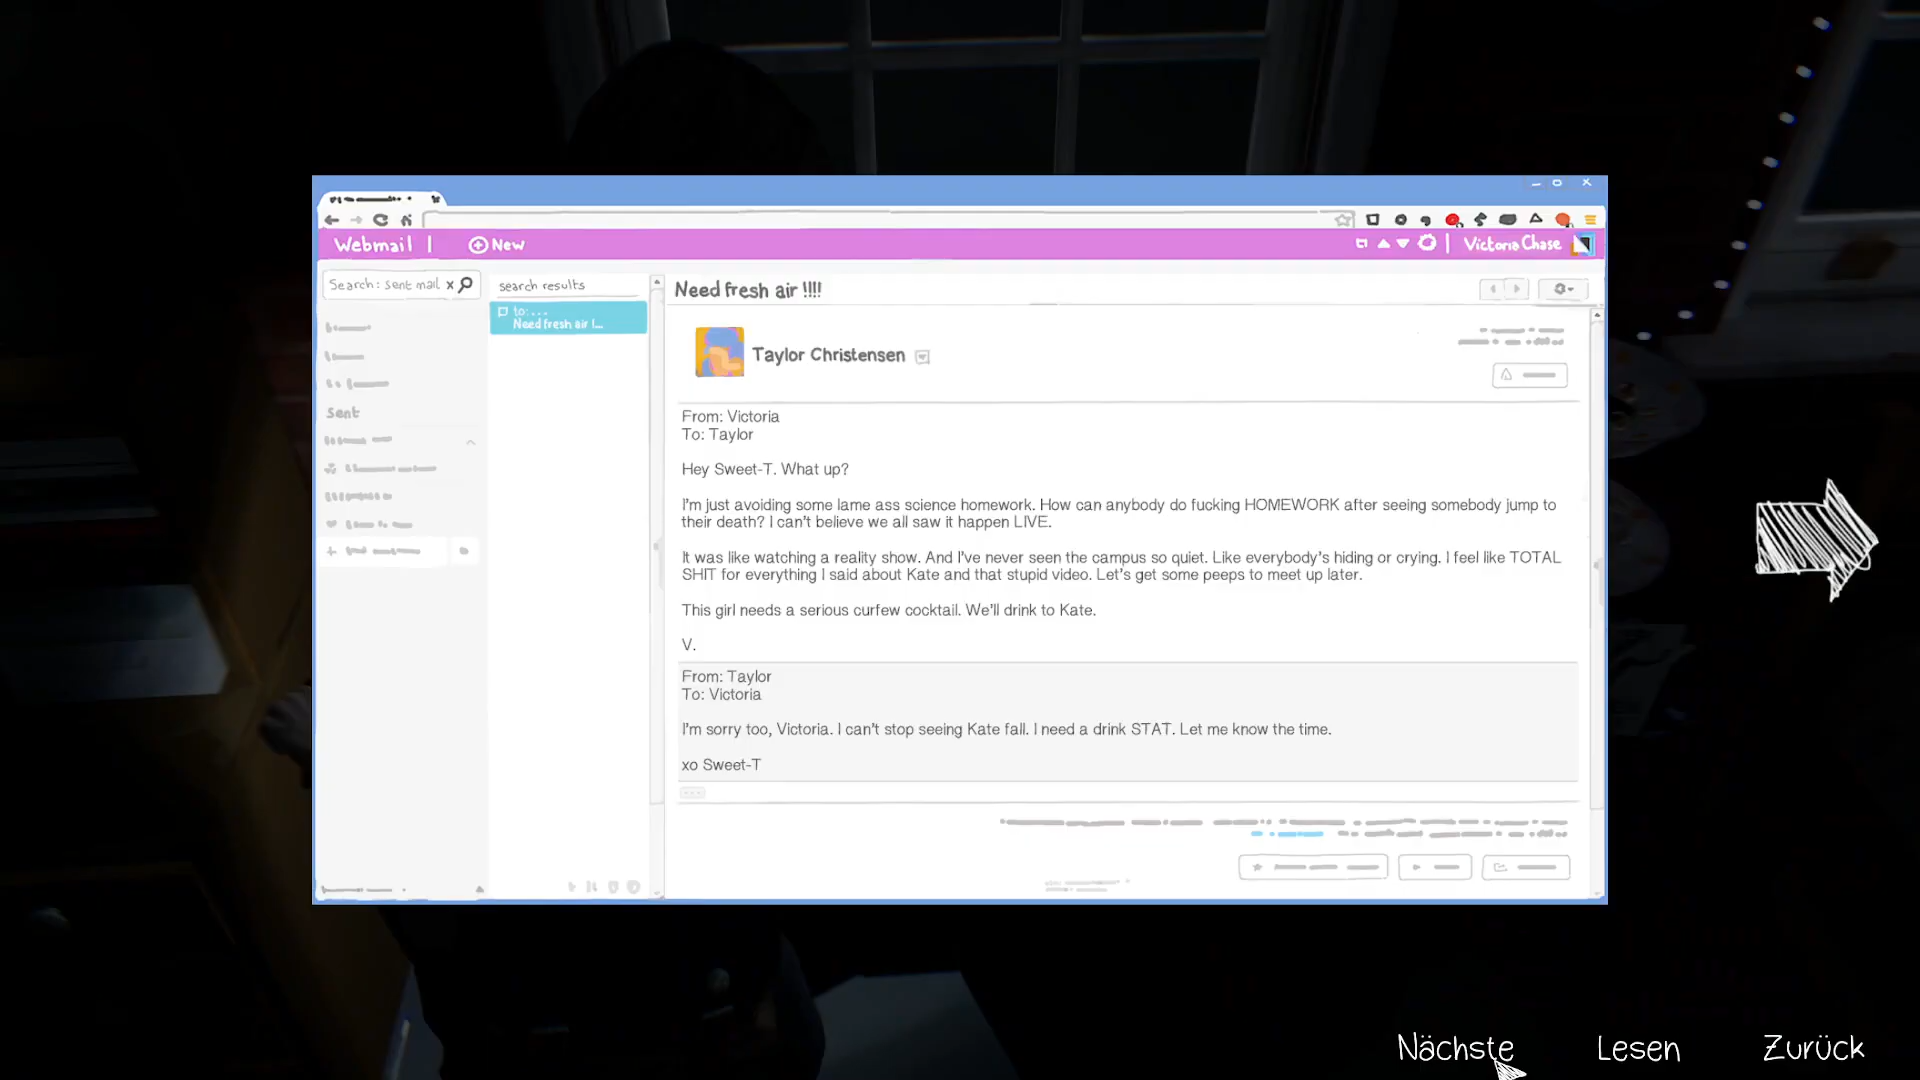 Webmail |
New
Victoria Chase
Search: sent mail x
search results
Need fresh air !!!!
to: ...
Need fresh air !...
Taylor Christensen
Sent
From: Victoria
To: Taylor
Hey Sweet-T. What up?
I'm just avoiding some lame ass science homework. How can anybody do fucking HOMEWORK after seeing somebody jump to
their death? I can't believe we all saw it happen LIVE.
It was like watching a reality show. And I've never seen the campus so quiet. Like everybody's hiding or crying. I feel like TOTAL
SHIT for everything I said about Kate and that stupid video. Let's get some peeps to meet up later.
This girl needs a serious curfew cocktail. We'll drink to Kate.
V.
From: Taylor
To: Victoria
I'm sorry too, Victoria. I can't stop seeing Kate fall. I need a drink STAT. Let me know the time.
xo Sweet-T
Nächste
Lesen
Zurück